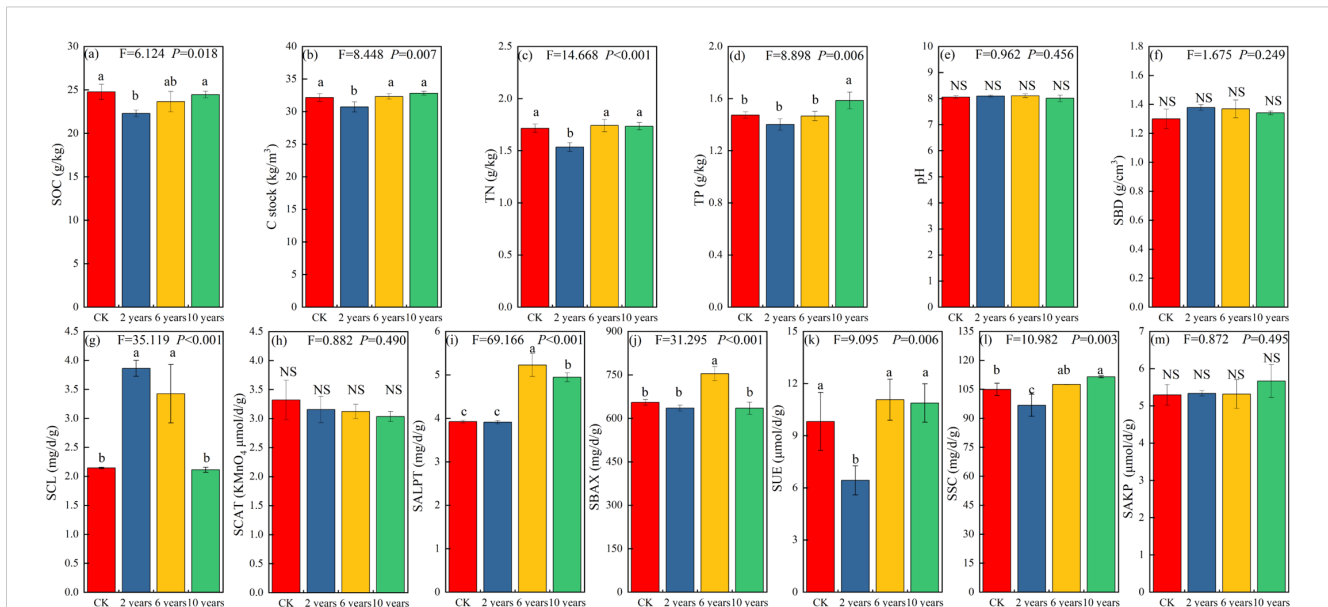 (a) F=6.124 P=0.018
30
25
20
15
10
5
0
SOC (g/kg)
a
b
ab
a
CK 2 years 6 years 10 years
(b) F=8.448 P=0.007
40
35
30
25
20
15
10
5
0
C stock (kg/m³)
a
b
a
a
CK 2 years 6 years 10 years
(c) F=14.668 P<0.001
2.5
2.0
1.5
1.0
0.5
0.0
TN (g/kg)
a
b
a
a
CK 2 years 6 years 10 years
(d) F=8.898 P=0.006
2.0
1.8
1.6
1.4
1.2
1.0
0.8
0.6
0.4
0.2
0.0
TP (g/kg)
b
b
b
a
CK 2 years 6 years 10 years
(e) F=0.962 P=0.456
10
9
8
7
6
5
4
3
2
1
0
pH
NS NS NS NS
CK 2 years 6 years 10 years
(f) F=1.675 P=0.249
1.8
1.6
1.4
1.2
1.0
0.8
0.6
0.4
0.2
0.0
SBD (g/cm³)
NS NS NS NS
CK 2 years 6 years 10 years
(g) F=35.119 P<0.001
4.5
4.0
3.5
3.0
2.5
2.0
1.5
1.0
0.5
0.0
SCL (mg/d/g)
b
a
a
b
CK 2 years 6 years 10 years
(h) F=0.882 P=0.490
4.5
4.0
3.5
3.0
2.5
2.0
1.5
1.0
0.5
0.0
SCAT (KMnO₄ μmol/d/g)
NS NS NS NS
CK 2 years 6 years 10 years
(i) F=69.166 P<0.001
6
5
4
3
2
1
0
SALPT (mg/d/g)
c
c
a
b
CK 2 years 6 years 10 years
(j) F=31.295 P<0.001
900
750
600
450
300
150
0
SBAX (mg/d/g)
b
b
a
b
CK 2 years 6 years 10 years
(k) F=9.095 P=0.006
15
12
9
6
3
0
SUE (μmol/d/g)
a
b
a
a
CK 2 years 6 years 10 years
(l) F=10.982 P=0.003
135
120
105
90
75
60
45
30
15
0
SSC (mg/d/g)
b
c
ab
a
CK 2 years 6 years 10 years
(m) F=0.872 P=0.495
7
6
5
4
3
2
1
0
SAKP (μmol/d/g)
NS NS NS NS
CK 2 years 6 years 10 years